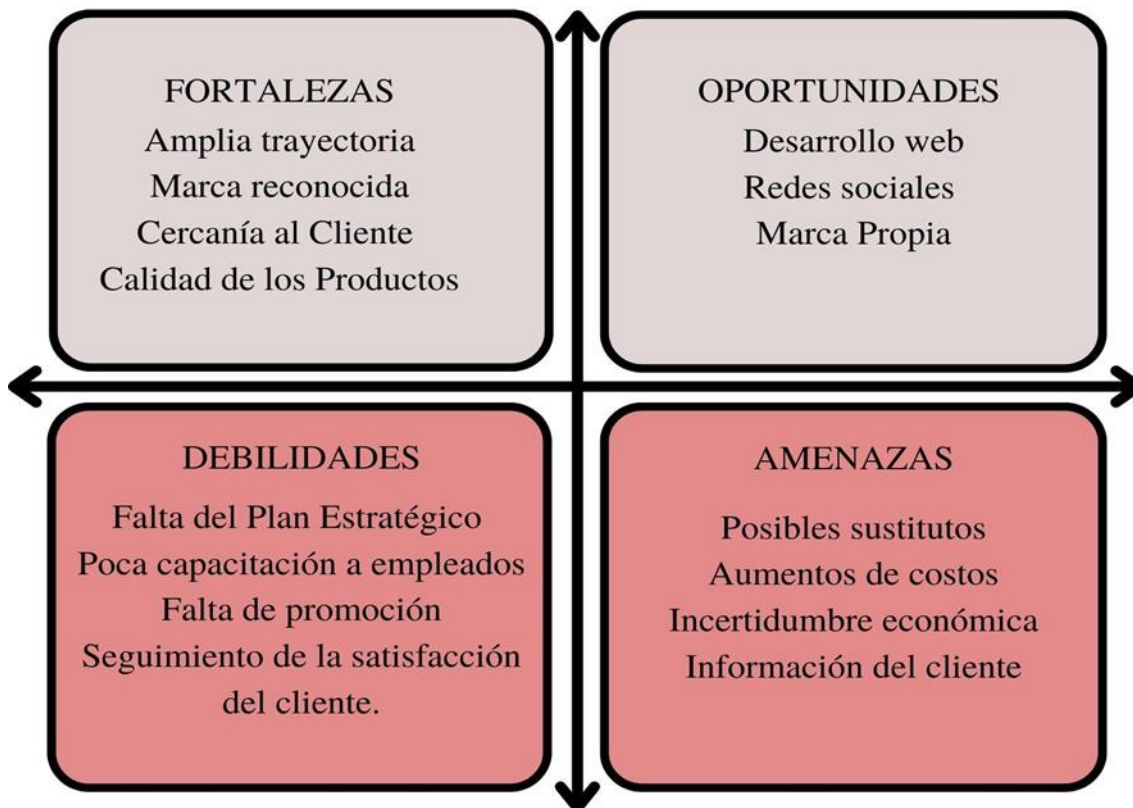 FORTALEZAS
Amplia trayectoria
Marca reconocida
Cercanía al Cliente
Calidad de los Productos
OPORTUNIDADES
Desarrollo web
Redes sociales
Marca Propia
DEBILIDADES
Falta del Plan Estratégico
Poca capacitación a empleados
Falta de promoción
Seguimiento de la satisfacción
del cliente.
AMENAZAS
Posibles sustitutos
Aumentos de costos
Incertidumbre económica
Información del cliente